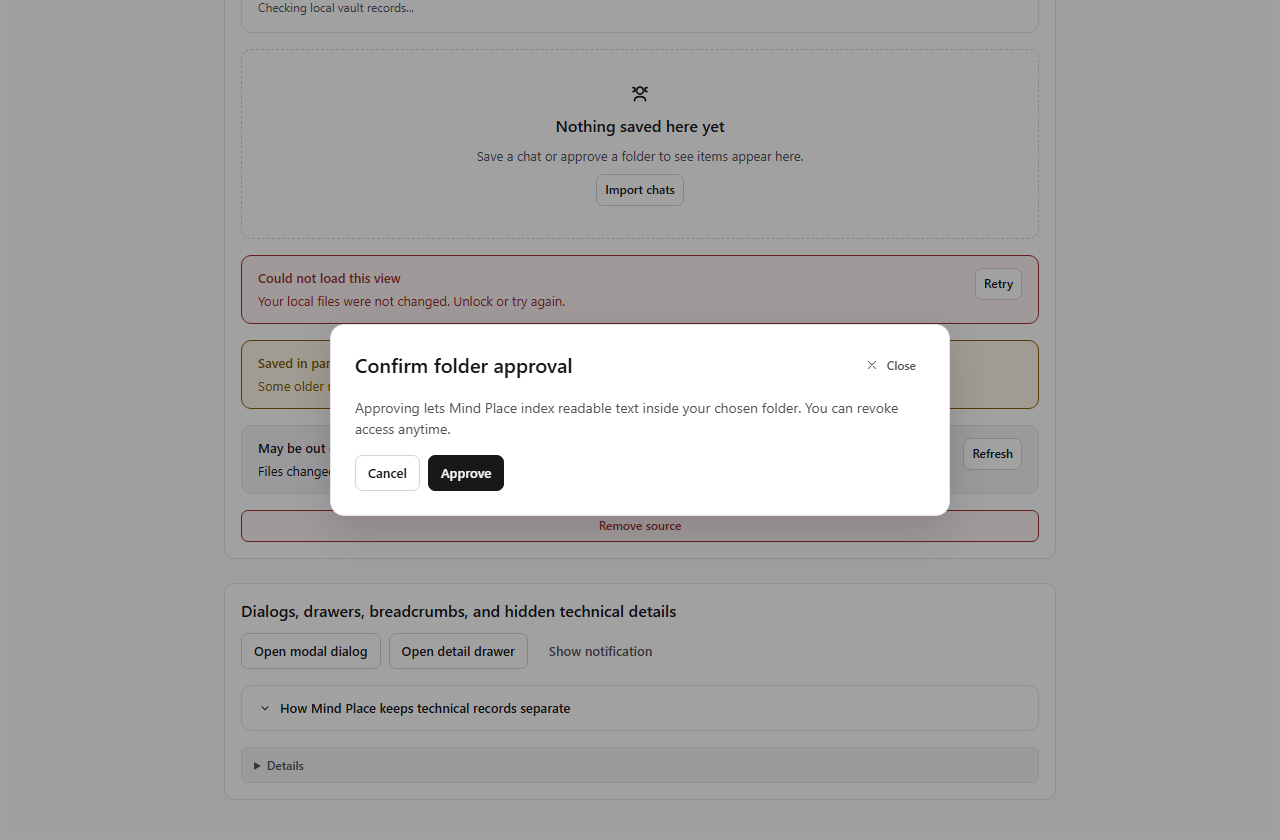 Checking local vault records...
Nothing saved here yet
Save a chat or approve a folder to see items appear here.
Import chats
Could not load this view
Your local files were not changed. Unlock or try again.
Retry
Saved in
Some older
Confirm folder approval
Close
Approving lets Mind Place index readable text inside your chosen folder. You can revoke
access anytime.
Cancel
Approve
May be out
Files changed
Refresh
Remove source
Dialogs, drawers, breadcrumbs, and hidden technical details
Open modal dialog
Open detail drawer
Show notification
How Mind Place keeps technical records separate
Details